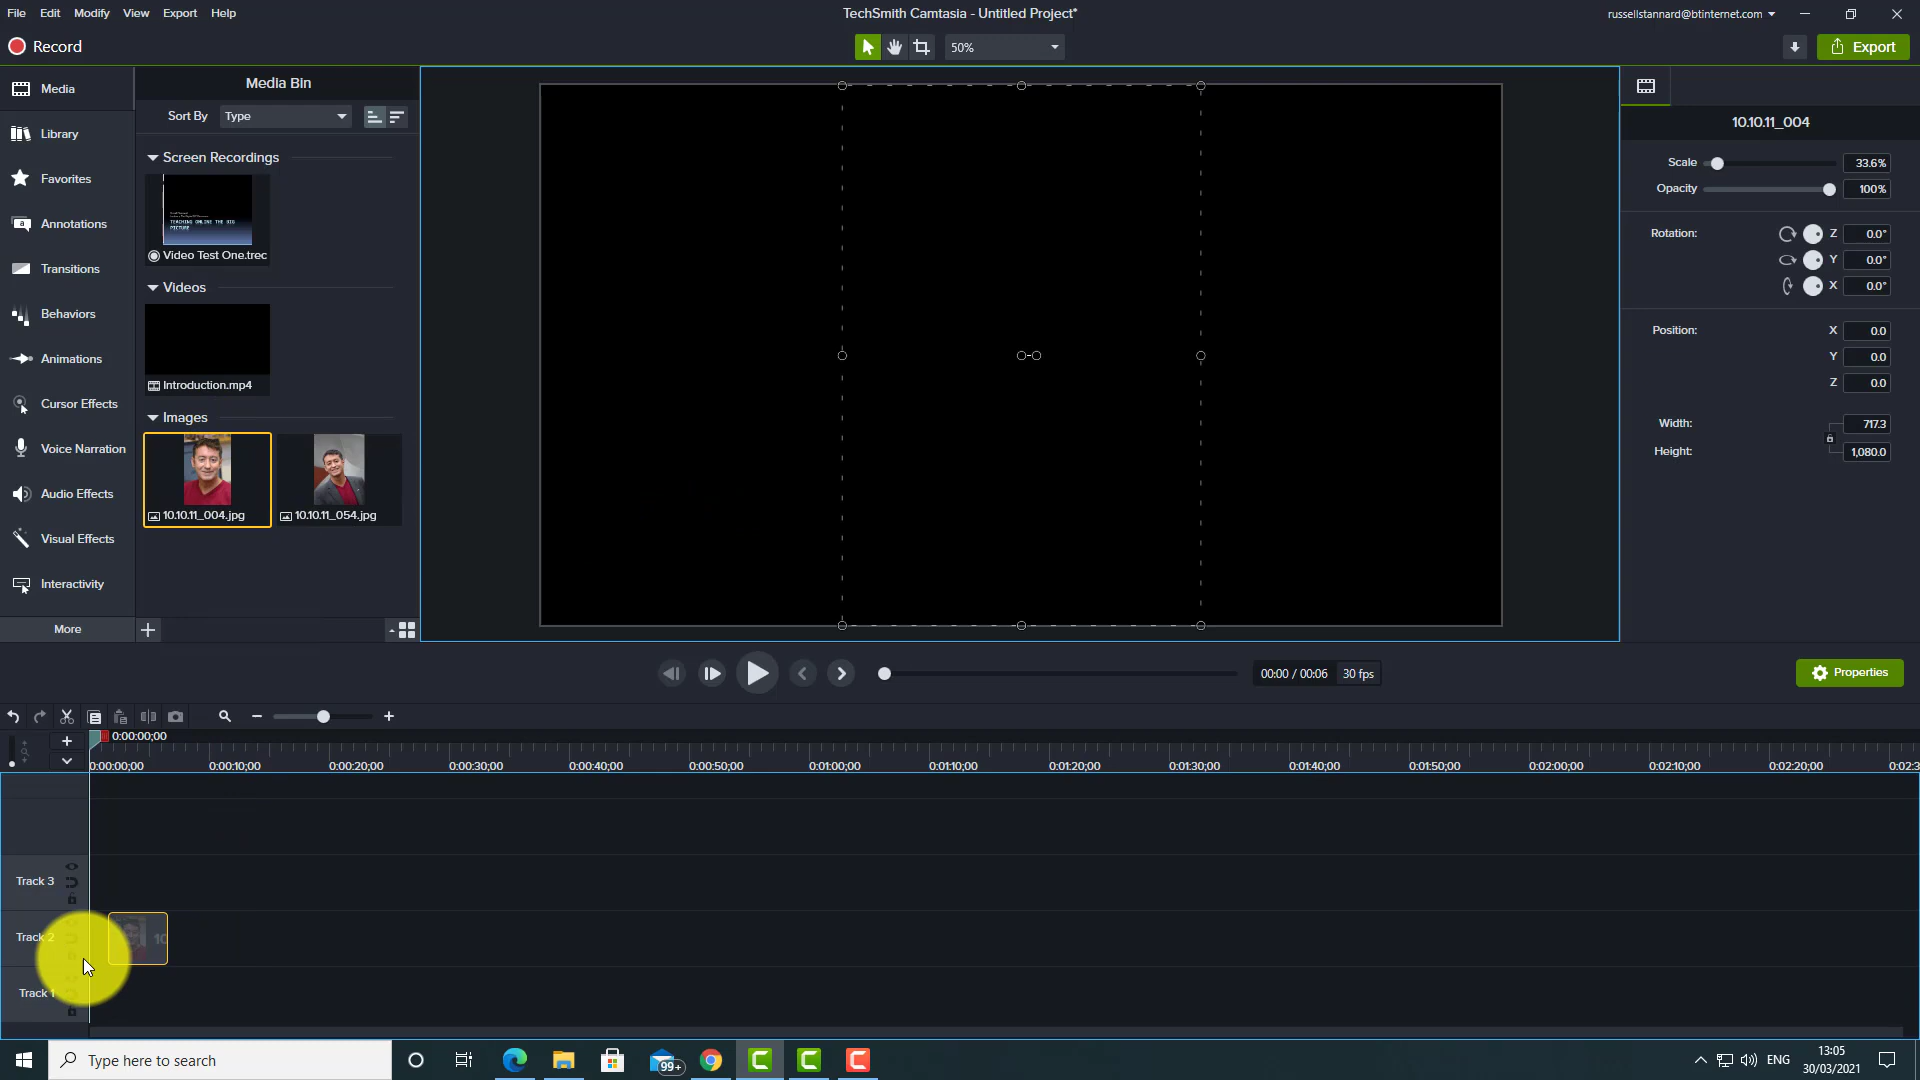 File Edit Modify View Export Help
TechSmith Camtasia - Untitled Project*
russellstannard@btinternet.com
Record
50%
Export
Media
Library
Favorites
Annotations
Transitions
Behaviors
Animations
Cursor Effects
Voice Narration
Audio Effects
Visual Effects
Interactivity
More
Media Bin
Sort By Type
Screen Recordings
TEACHING ONLINE THE BIG
PICTURE
Video Test One.trec
Videos
Introduction.mp4
Images
10.10.11_004.jpg 10.10.11_054.jpg
10.10.11_004
Scale 33.6%
Opacity 100%
Rotation: Z 0.0°
Y 0.0°
X 0.0°
Position: X 0.0
Y 0.0
Z 0.0
Width: 717.3
Height: 1,080.0
00:00 / 00:06 30 fps
Properties
0:00:00;00
0:00:00;00 0:00:10;00 0:00:20;00 0:00:30;00 0:00:40;00 0:00:50;00 0:01:00;00 0:01:10;00 0:01:20;00 0:01:30;00 0:01:40;00 0:01:50;00 0:02:00;00 0:02:10;00 0:02:20;00 0:02:3
Track 3
Track 2 10
Track 1
Type here to search
99+
ENG
13:05
30/03/2021